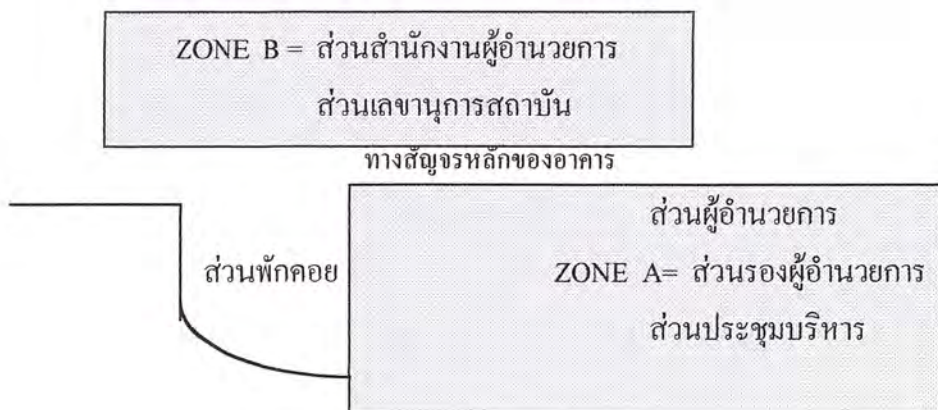 ZONE B = ส่วนสำนักงานผู้อำนวยการ
ส่วนเลขานุการสถาบัน
ทางสัญจรหลักของอาคาร
ส่วนผู้อำนวยการ
ส่วนพักคอย
ZONE A= ส่วนรองผู้อำนวยการ
ส่วนประชุมบริหาร